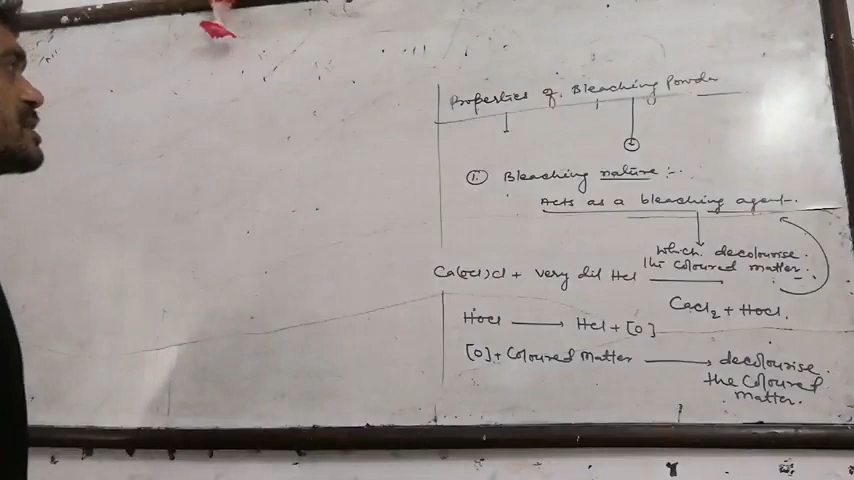 Properties of Bleaching Powder
① Bleaching nature :-
Acts as a bleaching agent.
which decolourise
the coloured matter.
Ca(ocl)cl + very dil Hcl ⟶
CaCl₂ + Hocl.
Hocl ⟶ Hcl + [O]
[O] + Coloured Matter ⟶ decolourise
the Coloured
Matter.